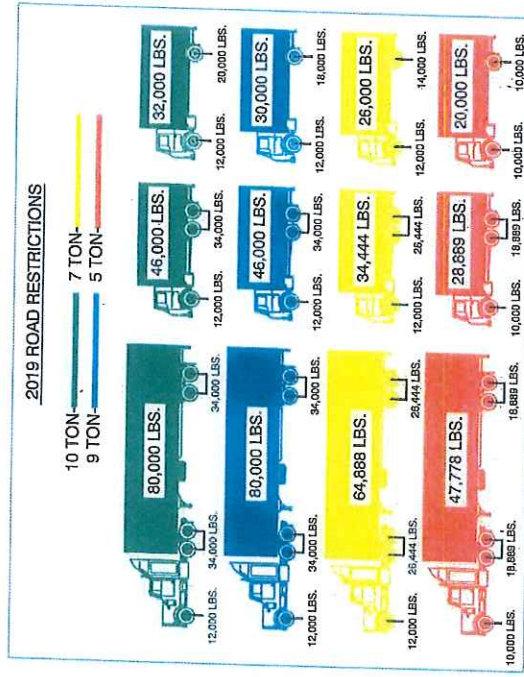 2019 ROAD RESTRICTIONS
10 TON
7 TON
9 TON
5 TON
80,000 LBS.
12,000 LBS.
34,000 LBS.
34,000 LBS.
46,000 LBS.
12,000 LBS.
34,000 LBS.
32,000 LBS.
12,000 LBS.
20,000 LBS.
80,000 LBS.
12,000 LBS.
34,000 LBS.
34,000 LBS.
46,000 LBS.
12,000 LBS.
34,000 LBS.
30,000 LBS.
12,000 LBS.
18,000 LBS.
64,888 LBS.
12,000 LBS.
26,444 LBS.
26,444 LBS.
34,444 LBS.
12,000 LBS.
26,444 LBS.
26,000 LBS.
12,000 LBS.
14,000 LBS.
47,778 LBS.
10,000 LBS.
18,889 LBS.
18,889 LBS.
28,889 LBS.
10,000 LBS.
18,889 LBS.
20,000 LBS.
10,000 LBS.
10,000 LBS.